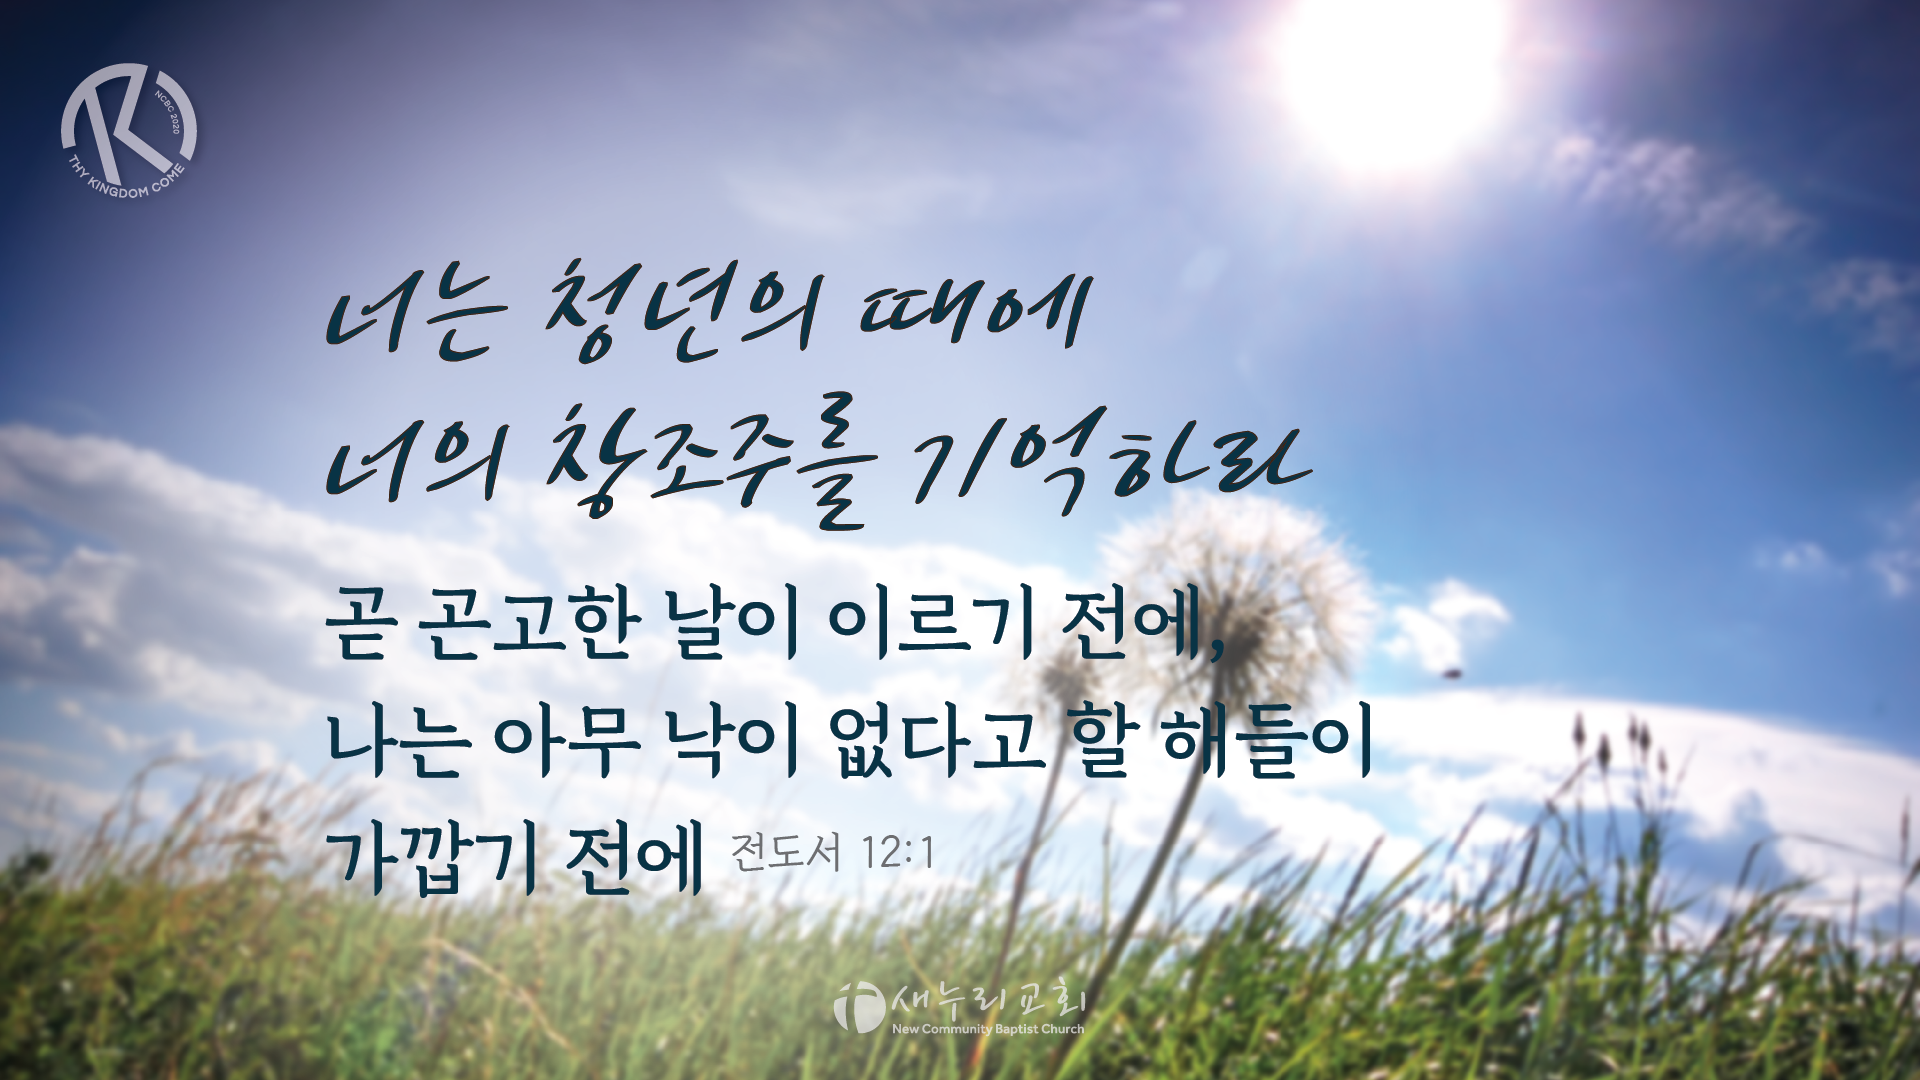 NCBC 2020
THY KINGDOM COME
너는 청년의 때에
너의 창조주를 기억하라
곧 곤고한 날이 이르기 전에,
나는 아무 낙이 없다고 할 해들이
가깝기 전에 전도서 12:1
새누리교회
New Community Baptist Church